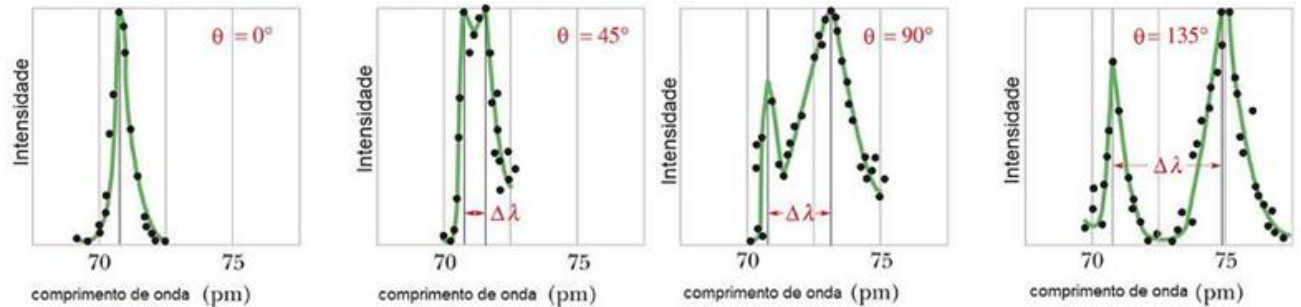 θ = 0°
Intensidade
70
75
comprimento de onda (pm)
θ = 45°
Intensidade
Δλ
70
75
comprimento de onda (pm)
θ = 90°
Intensidade
Δλ
70
75
comprimento de onda (pm)
θ = 135°
Intensidade
Δλ
70
75
comprimento de onda (pm)